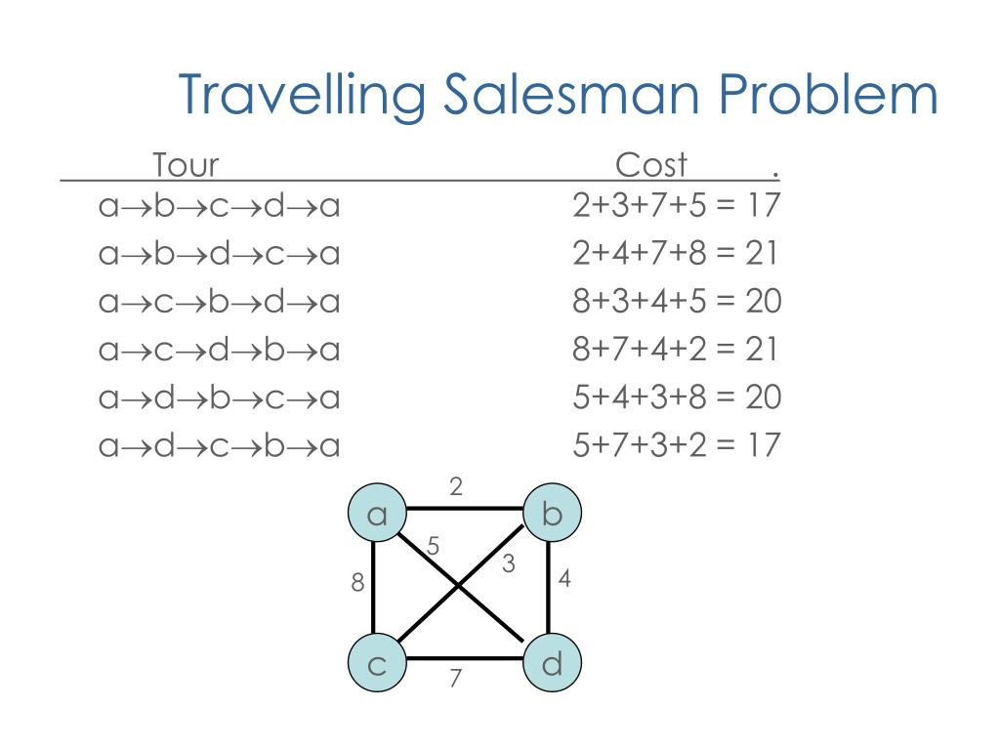 Travelling Salesman Problem
Tour Cost .
a→b→c→d→a 2+3+7+5 = 17
a→b→d→c→a 2+4+7+8 = 21
a→c→b→d→a 8+3+4+5 = 20
a→c→d→b→a 8+7+4+2 = 21
a→d→b→c→a 5+4+3+8 = 20
a→d→c→b→a 5+7+3+2 = 17
2
a b
5
3
8 4
c d
7